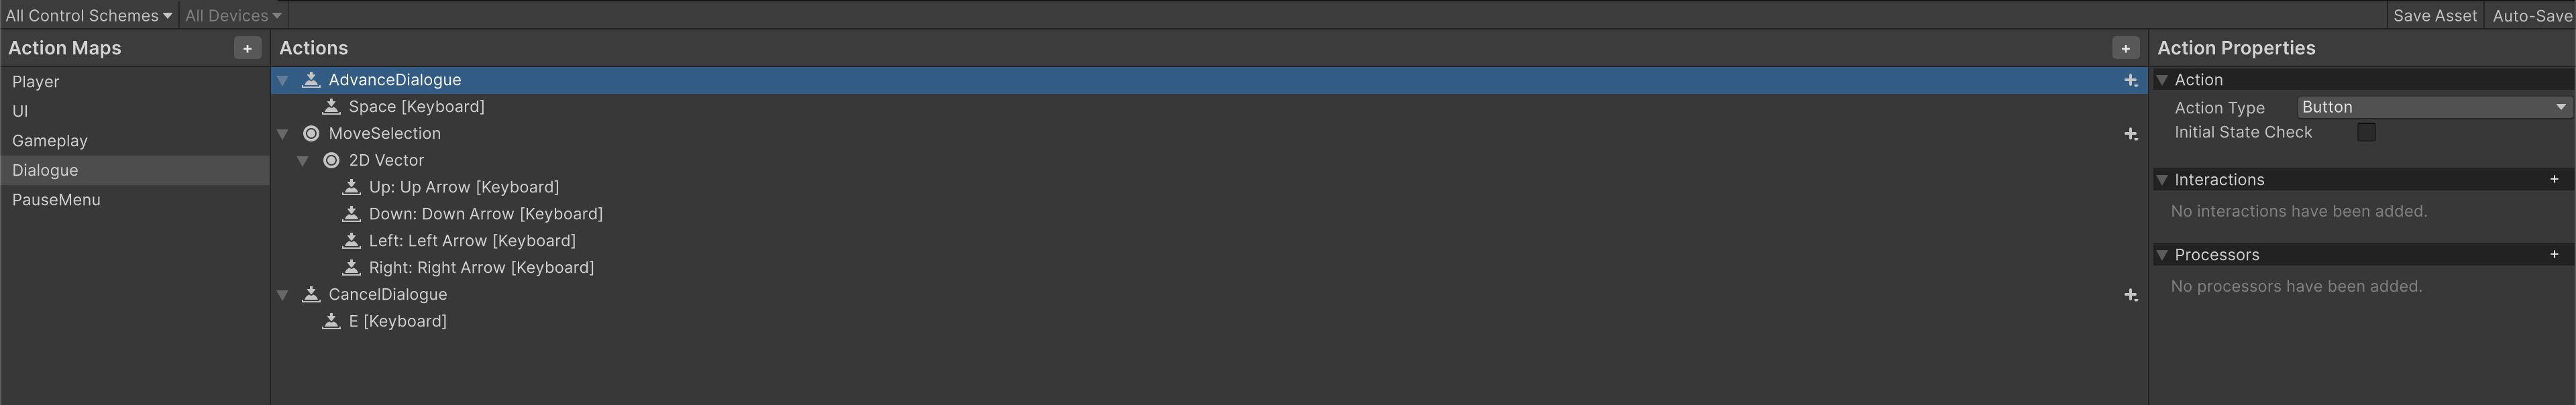 All Control Schemes All Devices Save Asset Auto-Save
Action Maps + Actions + Action Properties
Player
UI
Gameplay
Dialogue
PauseMenu
AdvanceDialogue
Space [Keyboard]
MoveSelection
2D Vector
Up: Up Arrow [Keyboard]
Down: Down Arrow [Keyboard]
Left: Left Arrow [Keyboard]
Right: Right Arrow [Keyboard]
CancelDialogue
E [Keyboard]
Action
Action Type Button
Initial State Check
Interactions +
No interactions have been added.
Processors +
No processors have been added.